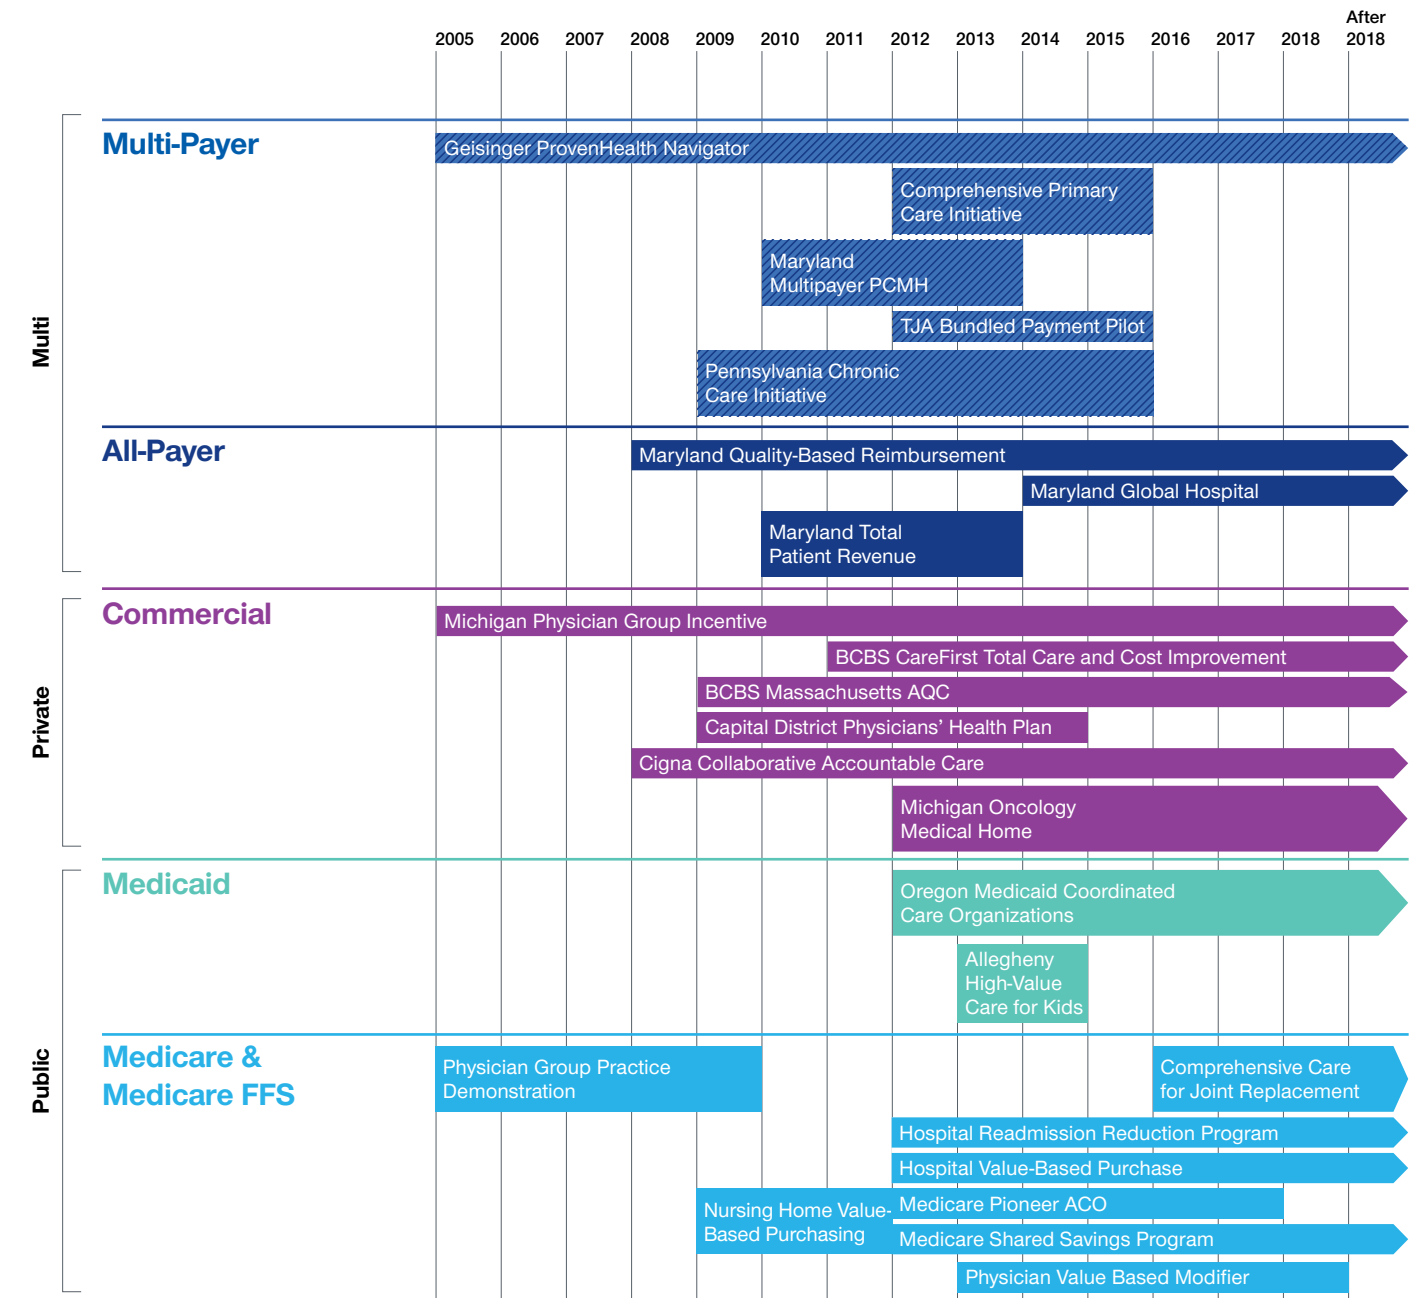 After
2005 2006 2007 2008 2009 2010 2011 2012 2013 2014 2015 2016 2017 2018 2018
Multi
Multi-Payer
Geisinger ProvenHealth Navigator
Comprehensive Primary
Care Initiative
Maryland
Multipayer PCMH
TJA Bundled Payment Pilot
Pennsylvania Chronic
Care Initiative
All-Payer
Maryland Quality-Based Reimbursement
Maryland Global Hospital
Maryland Total
Patient Revenue
Private
Commercial
Michigan Physician Group Incentive
BCBS CareFirst Total Care and Cost Improvement
BCBS Massachusetts AQC
Capital District Physicians’ Health Plan
Cigna Collaborative Accountable Care
Michigan Oncology
Medical Home
Public
Medicaid
Oregon Medicaid Coordinated
Care Organizations
Allegheny
High-Value
Care for Kids
Medicare &
Medicare FFS
Physician Group Practice
Demonstration
Comprehensive Care
for Joint Replacement
Hospital Readmission Reduction Program
Hospital Value-Based Purchase
Nursing Home Value-
Based Purchasing
Medicare Pioneer ACO
Medicare Shared Savings Program
Physician Value Based Modifier